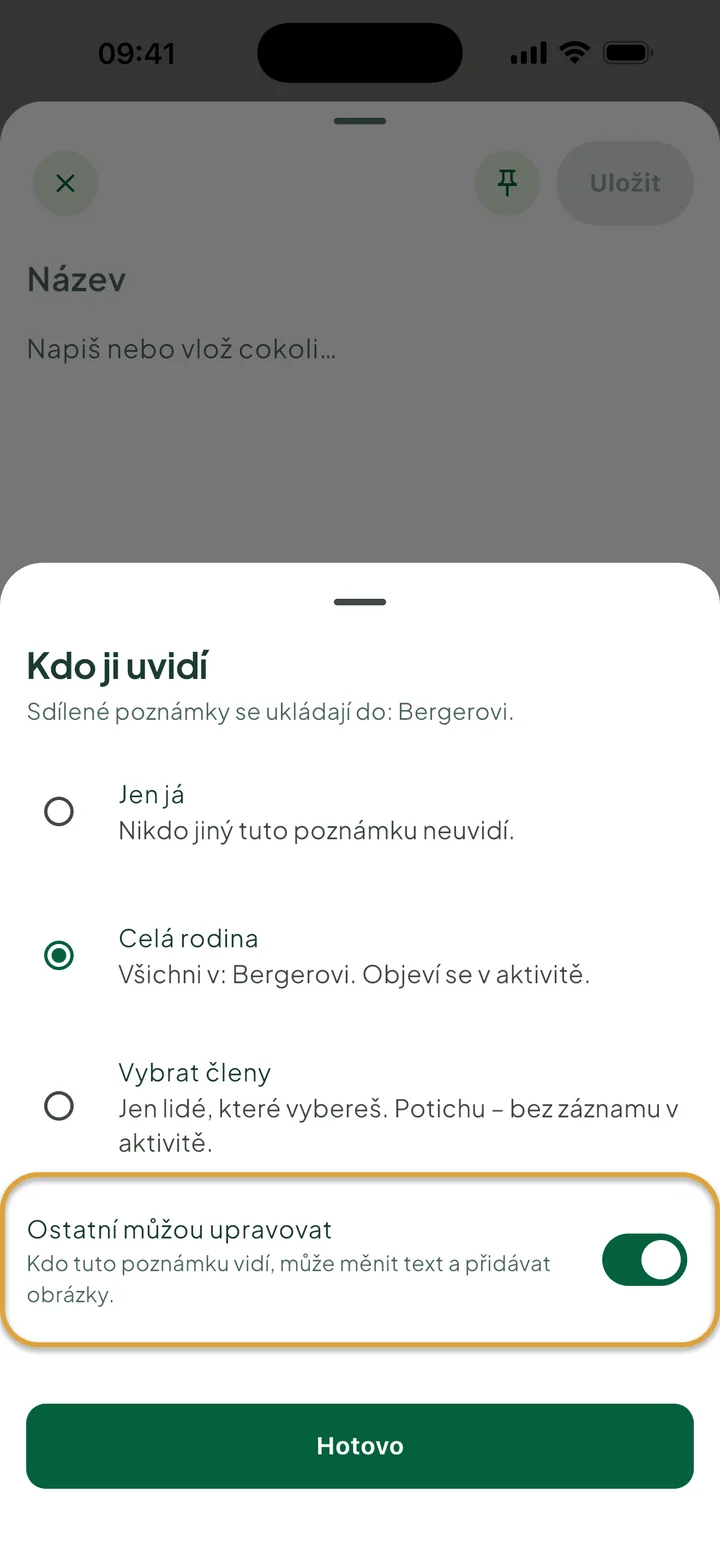 09:41
Uložit
Název
Napiš nebo vlož cokoli...
Kdo ji uvidí
Sdílené poznámky se ukládají do: Bergerovi.
Jen já
Nikdo jiný tuto poznámku neuvidí.
Celá rodina
Všichni v: Bergerovi. Objeví se v aktivitě.
Vybrat členy
Jen lidé, které vybereš. Potichu – bez záznamu v
aktivitě.
Ostatní můžou upravovat
Kdo tuto poznámku vidí, může měnit text a přidávat
obrázky.
Hotovo